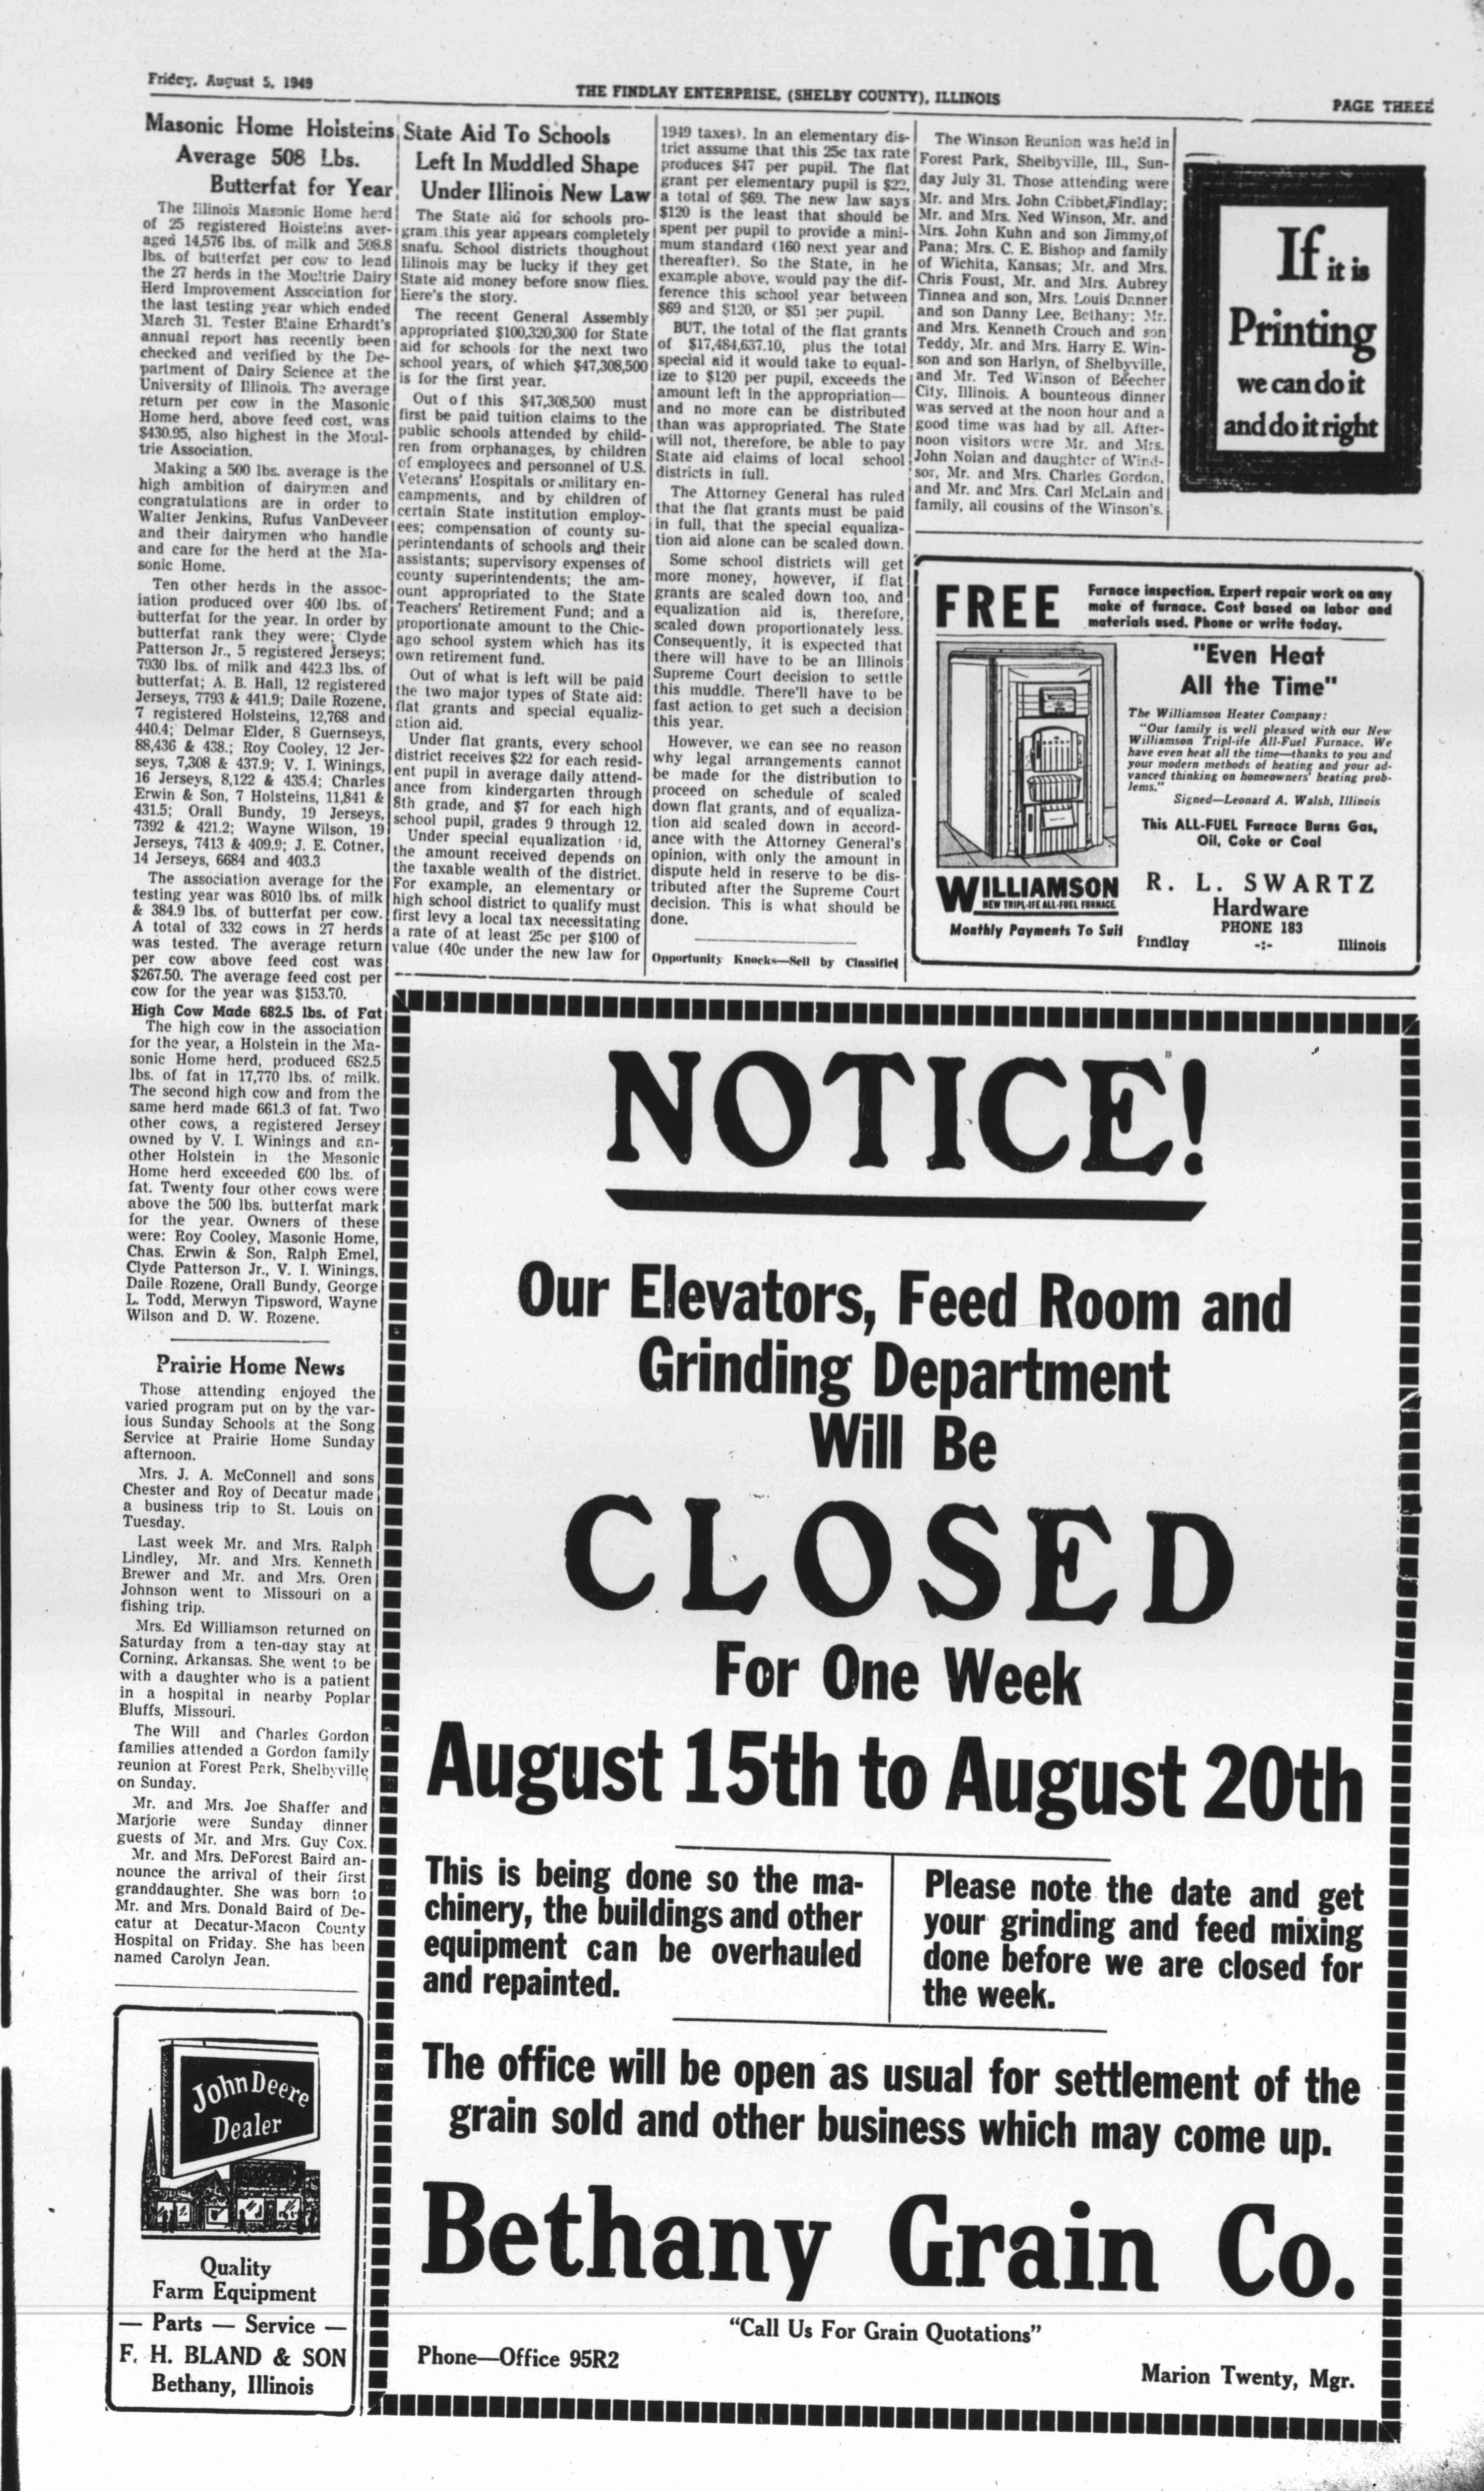 Friday, August 5, 1949
THE FINDLAY ENTERPRISE, (SHELBY COUNTY), ILLINOIS
PAGE THREE
Masonic Home Holsteins
Average 508 Lbs.
Butterfat for Year
The Illinois Masonic Home herd
of 25 registered Holsteins aver-
aged 14,576 lbs. of milk and 508.8
lbs. of butterfat per cow to lead
the 27 herds in the Moultrie Dairy
Herd Improvement Association for
the last testing year which ended
March 31. Tester Blaine Erhardt's
annual report has recently been
checked and verified by the De-
partment of Dairy Science at the
University of Illinois. The average
return per cow in the Masonic
Home herd, above feed cost, was
$430.95, also highest in the Moul-
trie Association.
Making a 500 lbs. average is the
high ambition of dairymen and
congratulations are in order to
Walter Jenkins, Rufus VanDeveer
and their dairymen who handle
and care for the herd at the Ma-
sonic Home.
Ten other herds in the assoc-
iation produced over 400 lbs. of
butterfat for the year. In order by
butterfat rank they were; Clyde
Patterson Jr., 5 registered Jerseys;
7930 lbs. of milk and 442.3 lbs. of
butterfat; A. B. Hall, 12 registered
Jerseys, 7793 & 441.9; Daile Rozene,
7 registered Holsteins, 12,768 and
440.4; Delmar Elder, 8 Guernseys,
88,436 & 438.; Roy Cooley, 12 Jer-
seys, 7,308 & 437.9; V. I. Winings,
16 Jerseys, 8,122 & 435.4; Charles
Erwin & Son, 7 Holsteins, 11,841 &
431.5; Orall Bundy, 19 Jerseys,
7392 & 421.2; Wayne Wilson, 19
Jerseys, 7413 & 409.9; J. E. Cotner,
14 Jerseys, 6684 and 403.3
The association average for the
testing year was 8010 lbs. of milk
& 384.9 lbs. of butterfat per cow.
A total of 332 cows in 27 herds
was tested. The average return
per cow above feed cost was
$267.50. The average feed cost per
cow for the year was $153.70.
High Cow Made 682.5 lbs. of Fat
The high cow in the association
for the year, a Holstein in the Ma-
sonic Home herd, produced 682.5
lbs. of fat in 17,770 lbs. of milk.
The second high cow and from the
same herd made 661.3 of fat. Two
other cows, a registered Jersey
owned by V. I. Winings and an-
other Holstein in the Masonic
Home herd exceeded 600 lbs. of
fat. Twenty four other cows were
above the 500 lbs. butterfat mark
for the year. Owners of these
were: Roy Cooley, Masonic Home,
Chas. Erwin & Son, Ralph Emel,
Clyde Patterson Jr., V. I. Winings,
Daile Rozene, Orall Bundy, George
L. Todd, Merwyn Tipsword, Wayne
Wilson and D. W. Rozene.
Prairie Home News
Those attending enjoyed the
varied program put on by the var-
ious Sunday Schools at the Song
Service at Prairie Home Sunday
afternoon.
Mrs. J. A. McConnell and sons
Chester and Roy of Decatur made
a business trip to St. Louis on
Tuesday.
Last week Mr. and Mrs. Ralph
Lindley, Mr. and Mrs. Kenneth
Brewer and Mr. and Mrs. Oren
Johnson went to Missouri on a
fishing trip.
Mrs. Ed Williamson returned on
Saturday from a ten-day stay at
Corning, Arkansas. She went to be
with a daughter who is a patient
in a hospital in nearby Poplar
Bluffs, Missouri.
The Will and Charles Gordon
families attended a Gordon family
reunion at Forest Park, Shelbyville
on Sunday.
Mr. and Mrs. Joe Shaffer and
Marjorie were Sunday dinner
guests of Mr. and Mrs. Guy Cox.
Mr. and Mrs. DeForest Baird an-
nounce the arrival of their first
granddaughter. She was born to
Mr. and Mrs. Donald Baird of De-
catur at Decatur-Macon County
Hospital on Friday. She has been
named Carolyn Jean.
John Deere
Dealer
Quality
Farm Equipment
— Parts — Service —
F. H. BLAND & SON
Bethany, Illinois
State Aid To Schools
Left In Muddled Shape
Under Illinois New Law
The State aid for schools pro-
gram this year appears completely
snafu. School districts thoughout
Illinois may be lucky if they get
State aid money before snow flies.
Here's the story.
The recent General Assembly
appropriated $100,320,300 for State
aid for schools for the next two
school years, of which $47,308,500
is for the first year.
Out of this $47,308,500 must
first be paid tuition claims to the
public schools attended by child-
ren from orphanages, by children
of employees and personnel of U.S.
Veterans' Hospitals or military en-
campments, and by children of
certain State institution employ-
ees; compensation of county su-
perintendants of schools and their
assistants; supervisory expenses of
county superintendents; the am-
ount appropriated to the State
Teachers' Retirement Fund; and a
proportionate amount to the Chic-
ago school system which has its
own retirement fund.
Out of what is left will be paid
the two major types of State aid:
flat grants and special equaliz-
ation aid.
Under flat grants, every school
district receives $22 for each resid-
ent pupil in average daily attend-
ance from kindergarten through
8th grade, and $7 for each high
school pupil, grades 9 through 12.
Under special equalization id,
the amount received depends on
the taxable wealth of the district.
For example, an elementary or
high school district to qualify must
first levy a local tax necessitating
a rate of at least 25c per $100 of
value (40c under the new law for
1949 taxes). In an elementary dis-
trict assume that this 25c tax rate
produces $47 per pupil. The flat
grant per elementary pupil is $22,
a total of $69. The new law says
$120 is the least that should be
spent per pupil to provide a mini-
mum standard (160 next year and
thereafter). So the State, in he
example above, would pay the dif-
ference this school year between
$69 and $120, or $51 per pupil.
BUT, the total of the flat grants
of $17,484,637.10, plus the total
special aid it would take to equal-
ize to $120 per pupil, exceeds the
amount left in the appropriation—
and no more can be distributed
than was appropriated. The State
will not, therefore, be able to pay
State aid claims of local school
districts in full.
The Attorney General has ruled
that the flat grants must be paid
in full, that the special equaliza-
tion aid alone can be scaled down.
Some school districts will get
more money, however, if flat
grants are scaled down too, and
equalization aid is, therefore,
scaled down proportionately less.
Consequently, it is expected that
there will have to be an Illinois
Supreme Court decision to settle
this muddle. There'll have to be
fast action to get such a decision
this year.
However, we can see no reason
why legal arrangements cannot
be made for the distribution to
proceed on schedule of scaled
down flat grants, and of equaliza-
tion aid scaled down in accord-
ance with the Attorney General's
opinion, with only the amount in
dispute held in reserve to be dis-
tributed after the Supreme Court
decision. This is what should be
done.
Opportunity Knocks—Sell by Classified
The Winson Reunion was held in
Forest Park, Shelbyville, Ill., Sun-
day July 31. Those attending were
Mr. and Mrs. John Cribbet,Findlay;
Mr. and Mrs. Ned Winson, Mr. and
Mrs. John Kuhn and son Jimmy,of
Pana; Mrs. C. E. Bishop and family
of Wichita, Kansas; Mr. and Mrs.
Chris Foust, Mr. and Mrs. Aubrey
Tinnea and son, Mrs. Louis Danner
and son Danny Lee, Bethany; Mr.
and Mrs. Kenneth Crouch and son
Teddy, Mr. and Mrs. Harry E. Win-
son and son Harlyn, of Shelbyville,
and Mr. Ted Winson of Beecher
City, Illinois. A bounteous dinner
was served at the noon hour and a
good time was had by all. After-
noon visitors were Mr. and Mrs.
John Nolan and daughter of Wind-
sor, Mr. and Mrs. Charles Gordon,
and Mr. and Mrs. Carl McLain and
family, all cousins of the Winson's.
If it is
Printing
we can do it
and do it right
FREE
Furnace inspection. Expert repair work on any
make of furnace. Cost based on labor and
materials used. Phone or write today.
"Even Heat
All the Time"
The Williamson Heater Company:
"Our family is well pleased with our New
Williamson Tripl-ife All-Fuel Furnace. We
have even heat all the time—thanks to you and
your modern methods of heating and your ad-
vanced thinking on homeowners' heating prob-
lems."
Signed—Leonard A. Walsh, Illinois
This ALL-FUEL Furnace Burns Gas,
Oil, Coke or Coal
WILLIAMSON
NEW TRIPL-IFE ALL-FUEL FURNACE
Monthly Payments To Suit
R. L. SWARTZ
Hardware
PHONE 183
Findlay -:- Illinois
NOTICE!
Our Elevators, Feed Room and
Grinding Department
Will Be
CLOSED
For One Week
August 15th to August 20th
This is being done so the ma-
chinery, the buildings and other
equipment can be overhauled
and repainted.
Please note the date and get
your grinding and feed mixing
done before we are closed for
the week.
The office will be open as usual for settlement of the
grain sold and other business which may come up.
Bethany Grain Co.
"Call Us For Grain Quotations"
Phone—Office 95R2
Marion Twenty, Mgr.